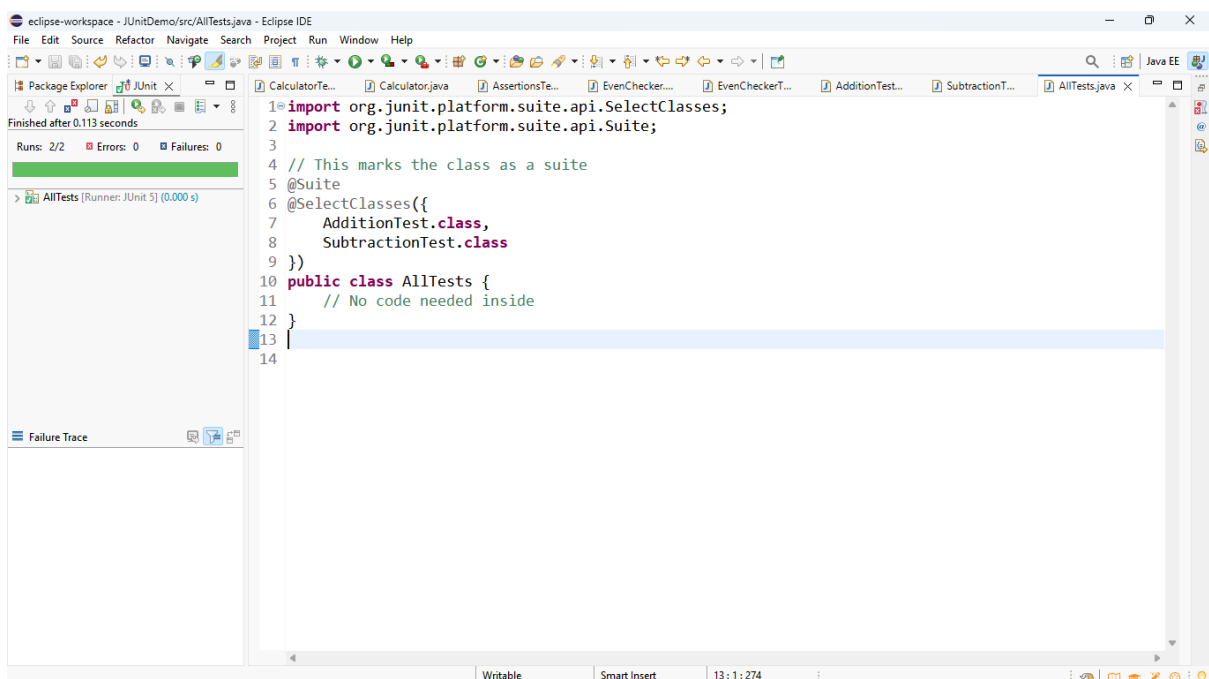 eclipse-workspace - JUnitDemo/src/AllTests.java - Eclipse IDE
File Edit Source Refactor Navigate Search Project Run Window Help
Java EE
Package Explorer JUnit
CalculatorTe... Calculator.java AssertionsTe... EvenChecker.... EvenCheckerT... AdditionTest... SubtractionT... AllTests.java
Finished after 0.113 seconds
Runs: 2/2 Errors: 0 Failures: 0
AllTests [Runner: JUnit 5] (0.000 s)
Failure Trace
1 import org.junit.platform.suite.api.SelectClasses;
2 import org.junit.platform.suite.api.Suite;
3
4 // This marks the class as a suite
5 @Suite
6 @SelectClasses({
7     AdditionTest.class,
8     SubtractionTest.class
9 })
10 public class AllTests {
11     // No code needed inside
12 }
13
14
Writable Smart Insert 13 : 1 : 274